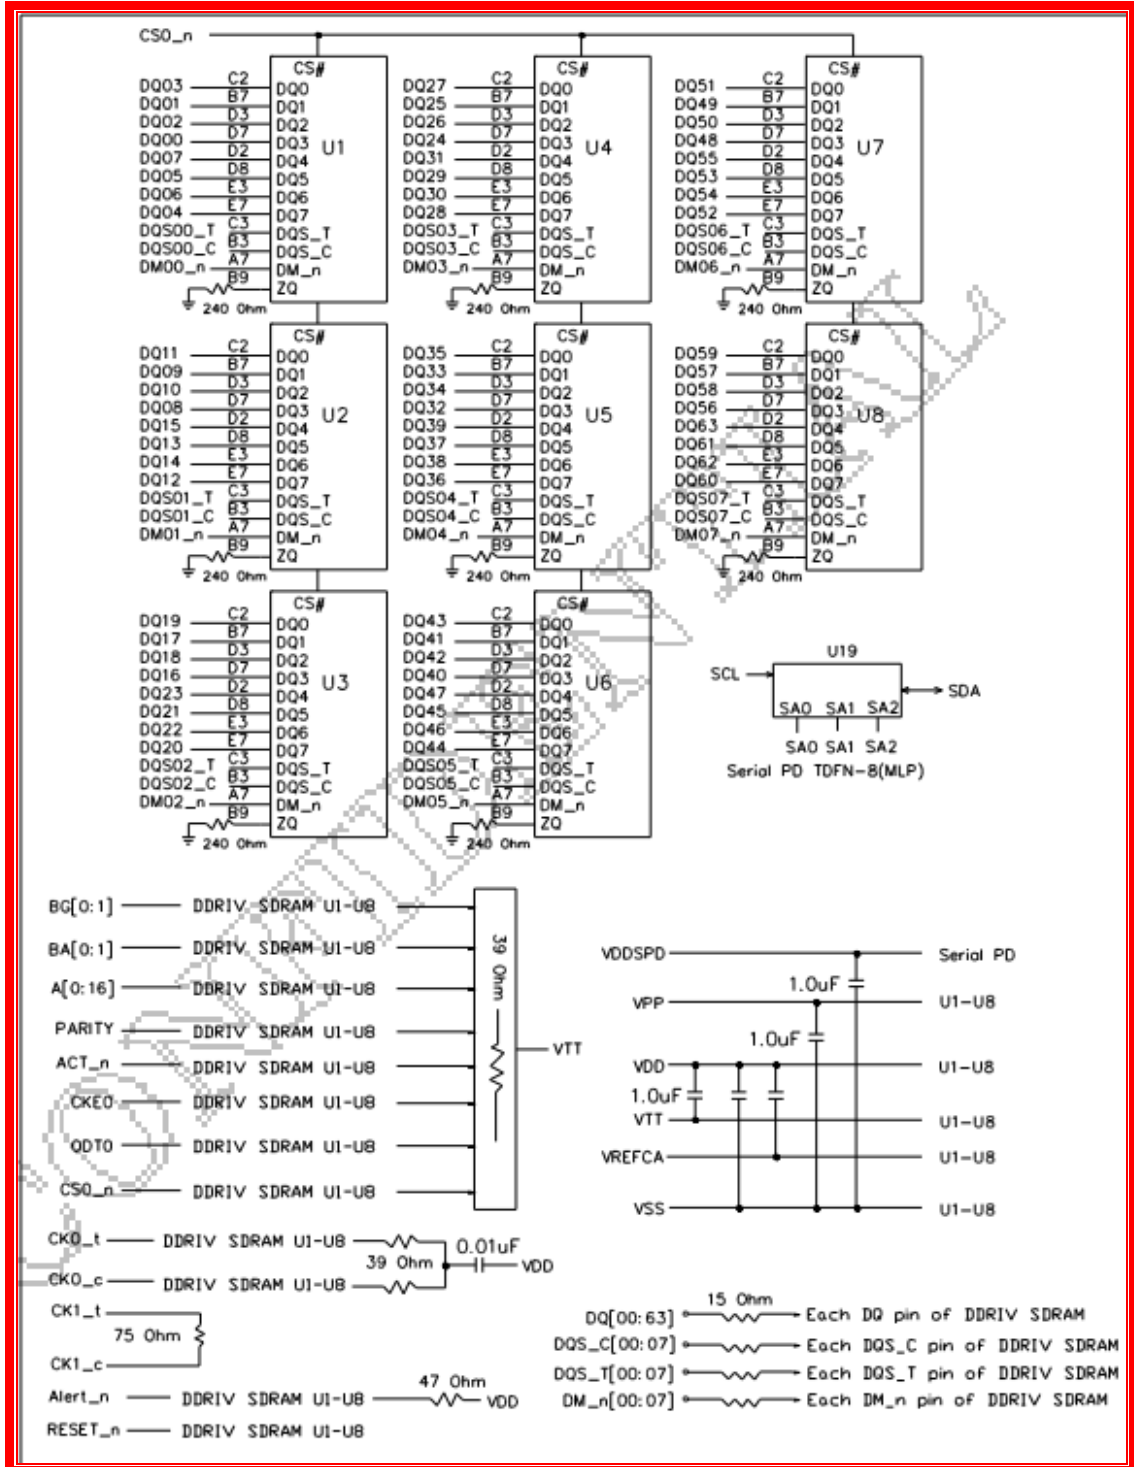 CS0_n
CS#
DQ03 C2 DQ0
DQ01 B7 DQ1
DQ02 D3 DQ2
DQ00 D7 DQ3
U1
DQ07 D2 DQ4
DQ05 D8 DQ5
DQ06 E3 DQ6
DQ04 E7 DQ7
DQS00_T C3 DQS_T
DQS00_C B3 DQS_C
DM00_n A7 DM_n
B9 ZQ
240 Ohm
CS#
DQ27 C2 DQ0
DQ25 B7 DQ1
DQ26 D3 DQ2
DQ24 D7 DQ3
U4
DQ31 D2 DQ4
DQ29 D8 DQ5
DQ30 E3 DQ6
DQ28 E7 DQ7
DQS03_T C3 DQS_T
DQS03_C B3 DQS_C
DM03_n A7 DM_n
B9 ZQ
240 Ohm
CS#
DQ51 C2 DQ0
DQ49 B7 DQ1
DQ50 D3 DQ2
DQ48 D7 DQ3
U7
DQ55 D2 DQ4
DQ53 D8 DQ5
DQ54 E3 DQ6
DQ52 E7 DQ7
DQS06_T C3 DQS_T
DQS06_C B3 DQS_C
DM06_n A7 DM_n
B9 ZQ
240 Ohm
CS#
DQ11 C2 DQ0
DQ09 B7 DQ1
DQ10 D3 DQ2
DQ08 D7 DQ3
U2
DQ15 D2 DQ4
DQ13 D8 DQ5
DQ14 E3 DQ6
DQ12 E7 DQ7
DQS01_T C3 DQS_T
DQS01_C B3 DQS_C
DM01_n A7 DM_n
B9 ZQ
240 Ohm
CS#
DQ35 C2 DQ0
DQ33 B7 DQ1
DQ34 D3 DQ2
DQ32 D7 DQ3
U5
DQ39 D2 DQ4
DQ37 D8 DQ5
DQ38 E3 DQ6
DQ36 E7 DQ7
DQS04_T C3 DQS_T
DQS04_C B3 DQS_C
DM04_n A7 DM_n
B9 ZQ
240 Ohm
CS#
DQ59 C2 DQ0
DQ57 B7 DQ1
DQ58 D3 DQ2
DQ56 D7 DQ3
U8
DQ63 D2 DQ4
DQ61 D8 DQ5
DQ62 E3 DQ6
DQ60 E7 DQ7
DQS07_T C3 DQS_T
DQS07_C B3 DQS_C
DM07_n A7 DM_n
B9 ZQ
240 Ohm
CS#
DQ19 C2 DQ0
DQ17 B7 DQ1
DQ18 D3 DQ2
DQ16 D7 DQ3
U3
DQ23 D2 DQ4
DQ21 D8 DQ5
DQ22 E3 DQ6
DQ20 E7 DQ7
DQS02_T C3 DQS_T
DQS02_C B3 DQS_C
DM02_n A7 DM_n
B9 ZQ
240 Ohm
CS#
DQ43 C2 DQ0
DQ41 B7 DQ1
DQ42 D3 DQ2
DQ40 D7 DQ3
U6
DQ47 D2 DQ4
DQ45 D8 DQ5
DQ46 E3 DQ6
DQ44 E7 DQ7
DQS05_T C3 DQS_T
DQS05_C B3 DQS_C
DM05_n A7 DM_n
B9 ZQ
240 Ohm
U19
SCL
SDA
SA0 SA1 SA2
SA0 SA1 SA2
Serial PD TDFN-8(MLP)
BG[0:1] DDRIV SDRAM U1-U8
BA[0:1] DDRIV SDRAM U1-U8
A[0:16] DDRIV SDRAM U1-U8
PARITY DDRIV SDRAM U1-U8
ACT_n DDRIV SDRAM U1-U8
CKE0 DDRIV SDRAM U1-U8
ODT0 DDRIV SDRAM U1-U8
CS0_n DDRIV SDRAM U1-U8
39 Ohm
VTT
CK0_t DDRIV SDRAM U1-U8
39 Ohm
0.01uF
VDD
CK0_c DDRIV SDRAM U1-U8
CK1_t
75 Ohm
CK1_c
47 Ohm
Alert_n DDRIV SDRAM U1-U8 VDD
RESET_n DDRIV SDRAM U1-U8
VDDSPD Serial PD
1.0uF
VPP U1-U8
1.0uF
VDD U1-U8
1.0uF
VTT U1-U8
VREFCA U1-U8
VSS U1-U8
15 Ohm
DQ[00:63] Each DQ pin of DDRIV SDRAM
DQS_C[00:07] Each DQS_C pin of DDRIV SDRAM
DQS_T[00:07] Each DQS_T pin of DDRIV SDRAM
DM_n[00:07] Each DM_n pin of DDRIV SDRAM